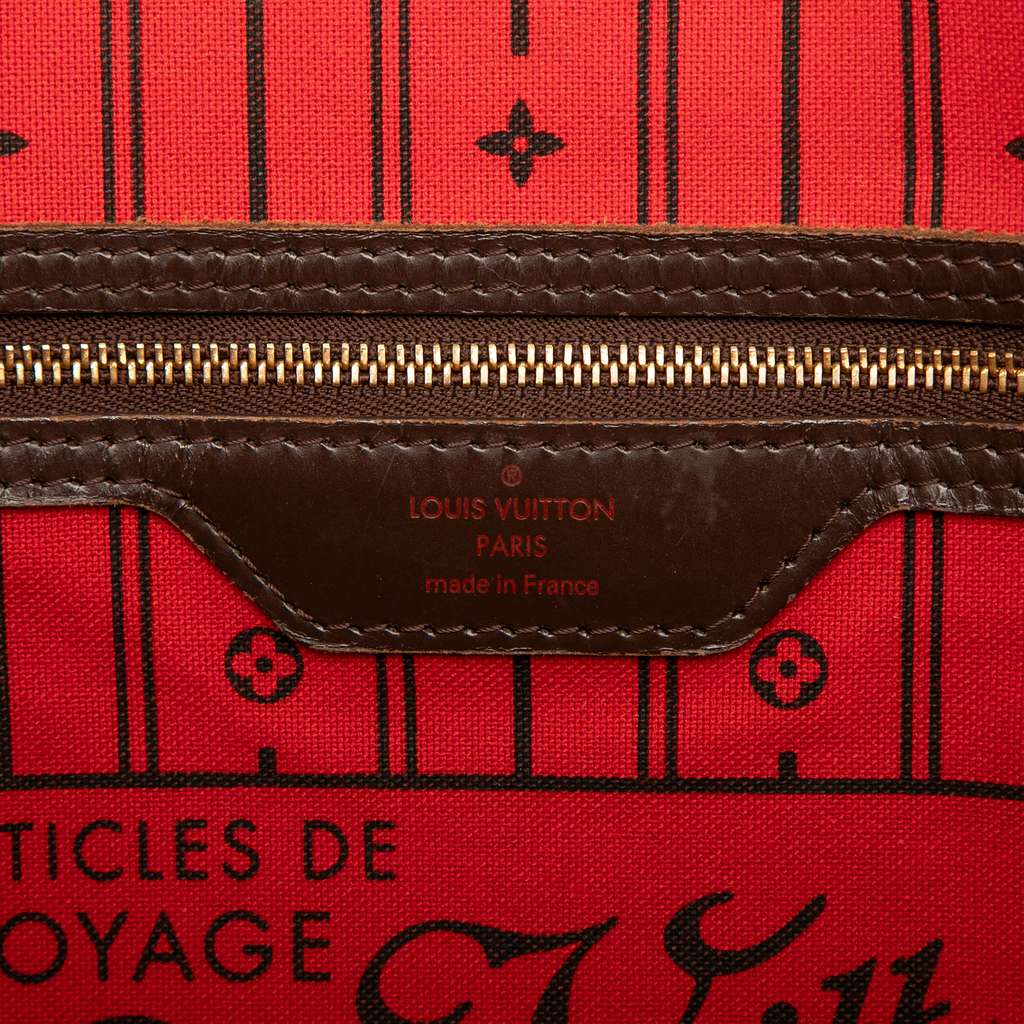 ®
LOUIS VUITTON
PARIS
made in France
TICLES DE
OYAGE